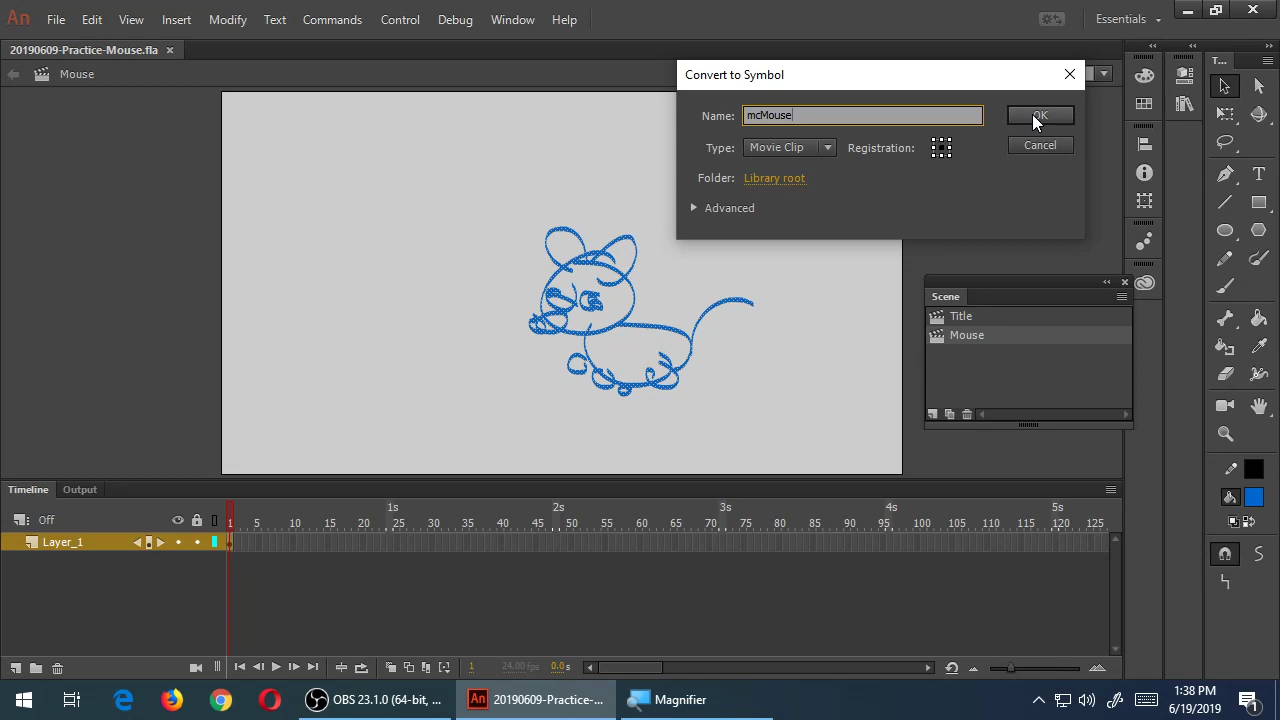 An File Edit View Insert Modify Text Commands Control Debug Window Help Essentials
20190609-Practice-Mouse.fla ×
Mouse
T...
Convert to Symbol
Name: mcMouse OK
Type: Movie Clip Registration: Cancel
Folder: Library root
Advanced
Scene
Title
Mouse
Timeline Output
1s 2s 3s 4s 5s
Off 1 5 10 15 20 25 30 35 40 45 50 55 60 65 70 75 80 85 90 95 100 105 110 115 120 125
Layer_1
1 24.00 fps 0.0 s
OBS 23.1.0 (64-bit, ... An 20190609-Practice-... Magnifier
1:38 PM
6/19/2019
1